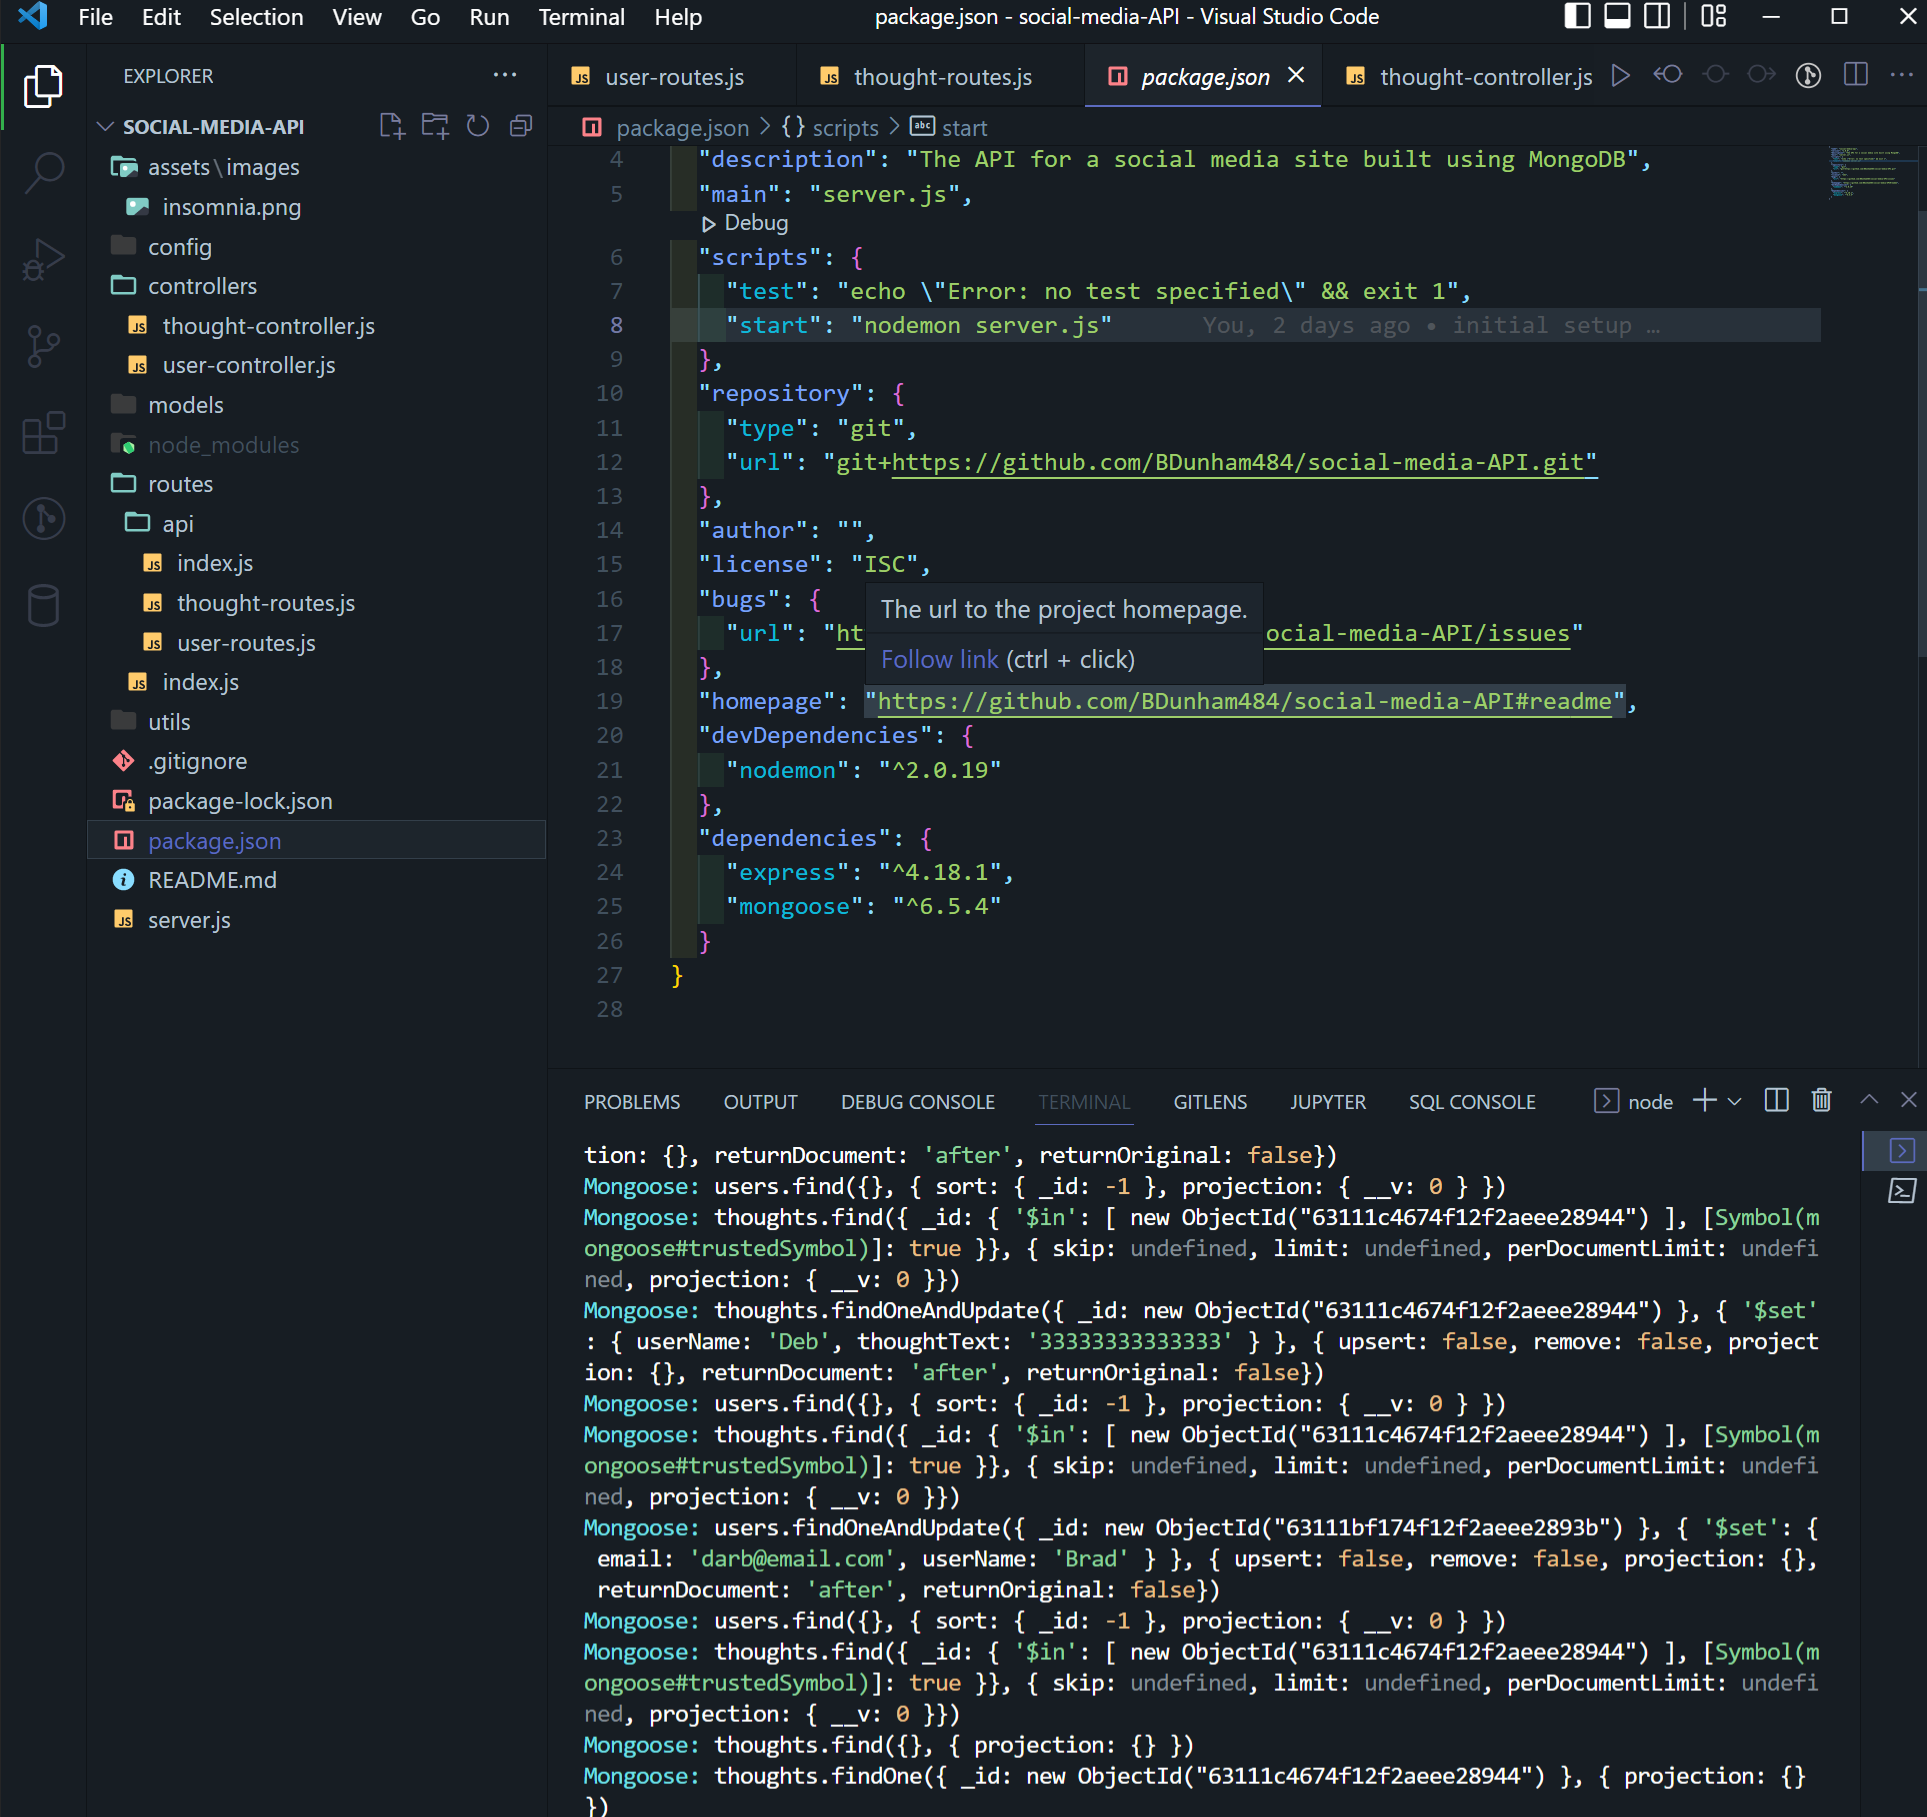 File Edit Selection View Go Run Terminal Help package.json - social-media-API - Visual Studio Code
EXPLORER
SOCIAL-MEDIA-API
assets\images
insomnia.png
config
controllers
thought-controller.js
user-controller.js
models
node_modules
routes
api
index.js
thought-routes.js
user-routes.js
index.js
utils
.gitignore
package-lock.json
package.json
README.md
server.js
user-routes.js thought-routes.js package.json thought-controller.js
package.json > {} scripts > abc start
4 "description": "The API for a social media site built using MongoDB",
5 "main": "server.js",
Debug
6 "scripts": {
7 "test": "echo \"Error: no test specified\" && exit 1",
8 "start": "nodemon server.js" You, 2 days ago • initial setup …
9 },
10 "repository": {
11 "type": "git",
12 "url": "git+https://github.com/BDunham484/social-media-API.git"
13 },
14 "author": "",
15 "license": "ISC",
16 "bugs": {
The url to the project homepage.
17 "url": "ht ocial-media-API/issues"
Follow link (ctrl + click)
18 },
19 "homepage": "https://github.com/BDunham484/social-media-API#readme",
20 "devDependencies": {
21 "nodemon": "^2.0.19"
22 },
23 "dependencies": {
24 "express": "^4.18.1",
25 "mongoose": "^6.5.4"
26 }
27 }
28
PROBLEMS OUTPUT DEBUG CONSOLE TERMINAL GITLENS JUPYTER SQL CONSOLE node
tion: {}, returnDocument: 'after', returnOriginal: false})
Mongoose: users.find({}, { sort: { _id: -1 }, projection: { __v: 0 } })
Mongoose: thoughts.find({ _id: { '$in': [ new ObjectId("63111c4674f12f2aeee28944") ], [Symbol(m
ongoose#trustedSymbol)]: true }}, { skip: undefined, limit: undefined, perDocumentLimit: undefi
ned, projection: { __v: 0 }})
Mongoose: thoughts.findOneAndUpdate({ _id: new ObjectId("63111c4674f12f2aeee28944") }, { '$set'
: { userName: 'Deb', thoughtText: '33333333333333' } }, { upsert: false, remove: false, project
ion: {}, returnDocument: 'after', returnOriginal: false})
Mongoose: users.find({}, { sort: { _id: -1 }, projection: { __v: 0 } })
Mongoose: thoughts.find({ _id: { '$in': [ new ObjectId("63111c4674f12f2aeee28944") ], [Symbol(m
ongoose#trustedSymbol)]: true }}, { skip: undefined, limit: undefined, perDocumentLimit: undefi
ned, projection: { __v: 0 }})
Mongoose: users.findOneAndUpdate({ _id: new ObjectId("63111bf174f12f2aeee2893b") }, { '$set': {
email: 'darb@email.com', userName: 'Brad' } }, { upsert: false, remove: false, projection: {},
returnDocument: 'after', returnOriginal: false})
Mongoose: users.find({}, { sort: { _id: -1 }, projection: { __v: 0 } })
Mongoose: thoughts.find({ _id: { '$in': [ new ObjectId("63111c4674f12f2aeee28944") ], [Symbol(m
ongoose#trustedSymbol)]: true }}, { skip: undefined, limit: undefined, perDocumentLimit: undefi
ned, projection: { __v: 0 }})
Mongoose: thoughts.find({}, { projection: {} })
Mongoose: thoughts.findOne({ _id: new ObjectId("63111c4674f12f2aeee28944") }, { projection: {}
})